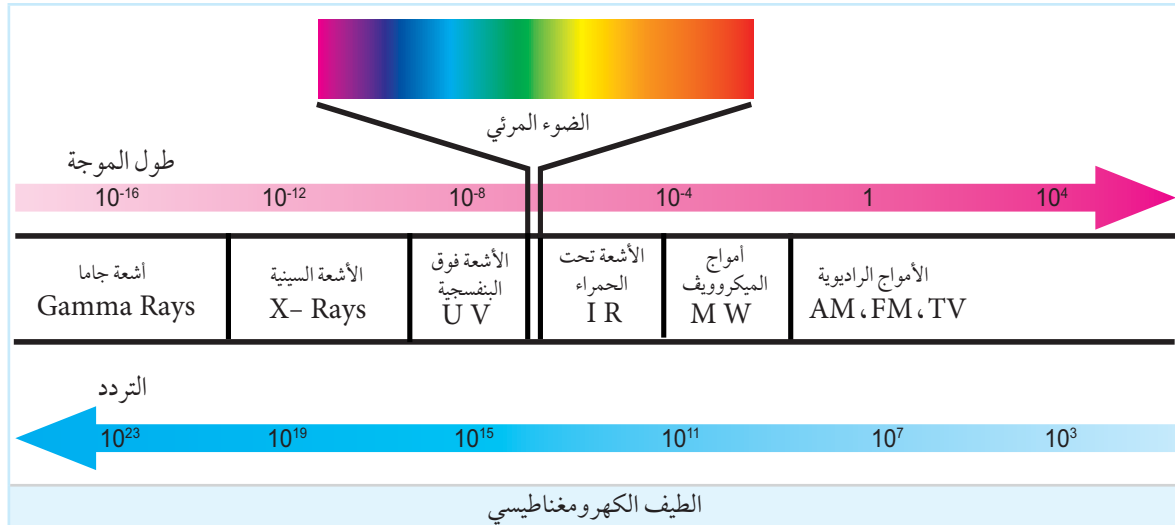 الضوء المرئي
طول الموجة
10⁻¹⁶ 10⁻¹² 10⁻⁸ 10⁻⁴ 1 10⁴
أشعة جاما
Gamma Rays
الأشعة السينية
X– Rays
الأشعة فوق
البنفسجية
U V
الأشعة تحت
الحمراء
I R
أمواج
الميكروويڤ
M W
الأمواج الراديوية
AM، FM، TV
التردد
10²³ 10¹⁹ 10¹⁵ 10¹¹ 10⁷ 10³
الطيف الكهرومغناطيسي